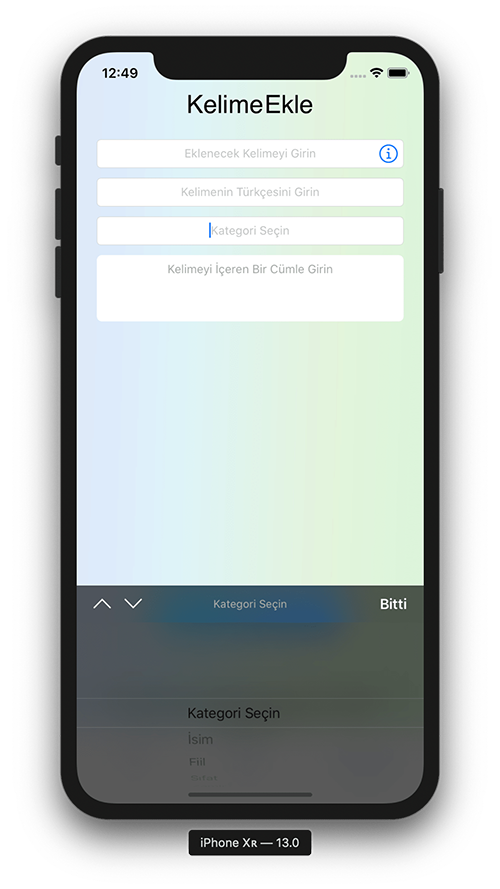 12:49
KelimeEkle
Eklenecek Kelimeyi Girin
Kelimenin Türkçesini Girin
Kategori Seçin
Kelimeyi İçeren Bir Cümle Girin
Kategori Seçin
Bitti
Kategori Seçin
İsim
Fiil
iPhone Xʀ — 13.0